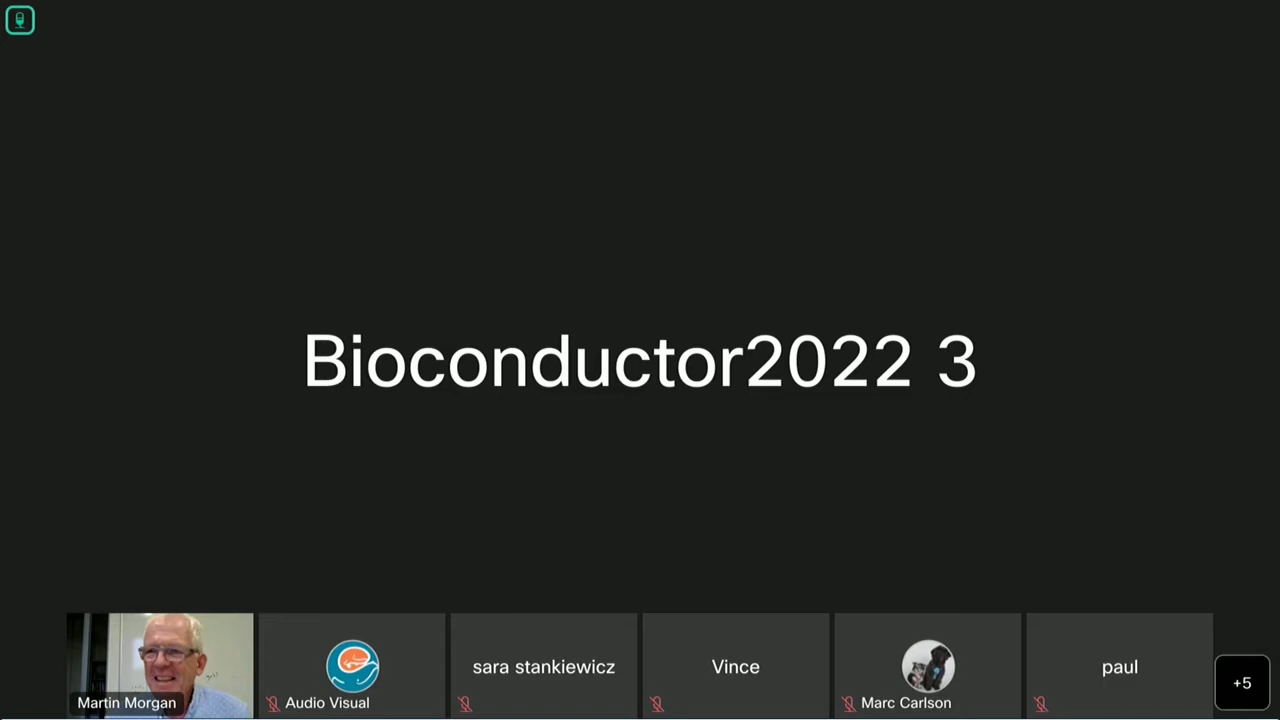 Bioconductor2022 3
Martin Morgan
Audio Visual
sara stankiewicz
Vince
Marc Carlson
paul
+5